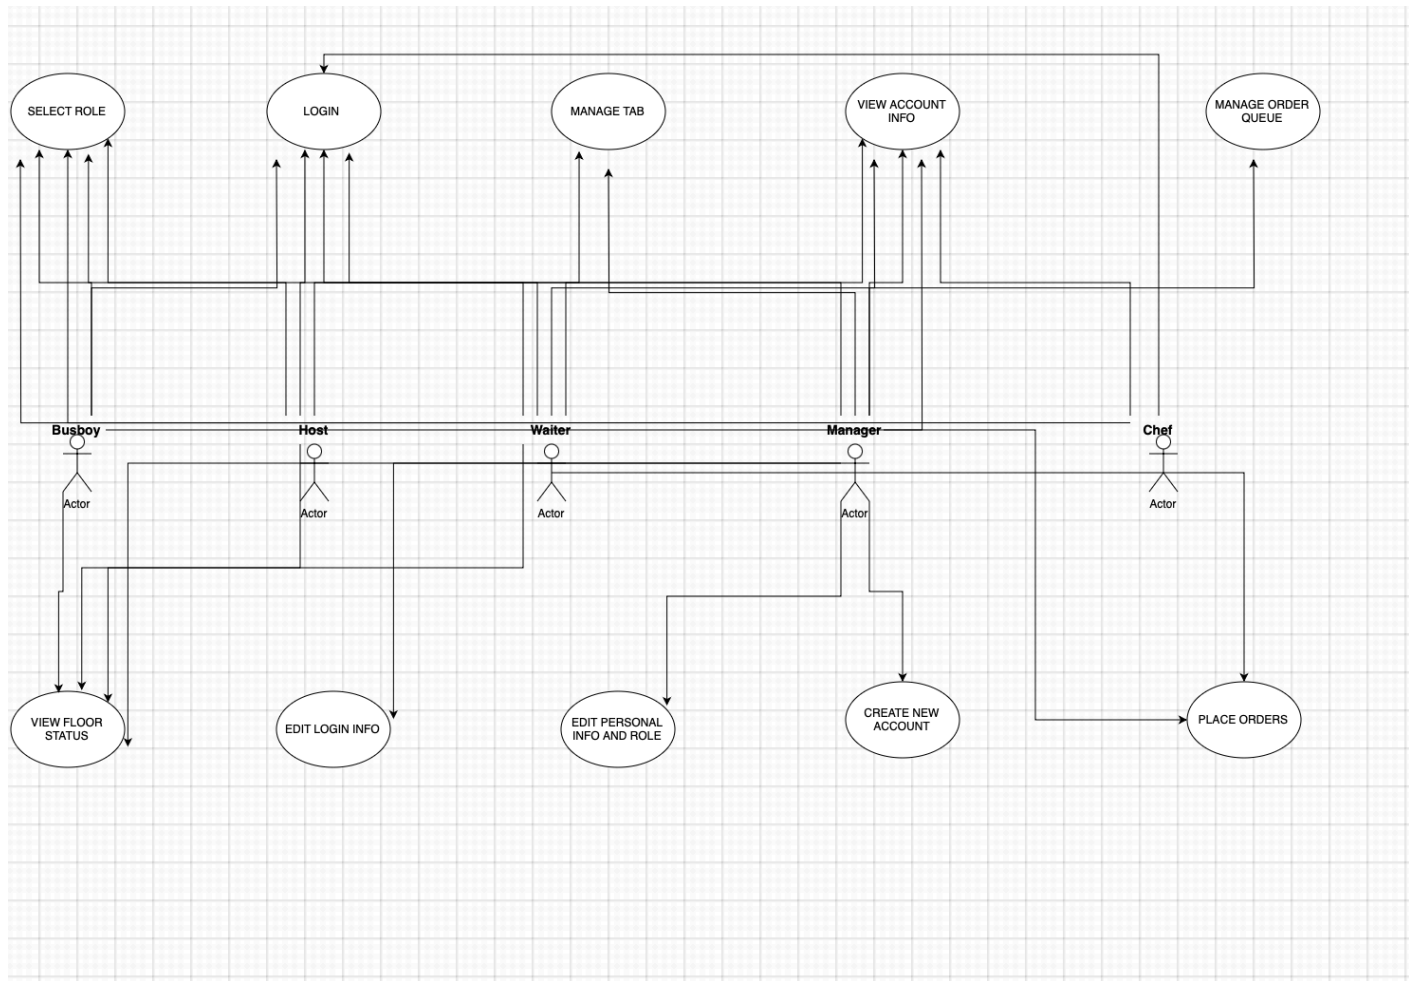 SELECT ROLE
LOGIN
MANAGE TAB
VIEW ACCOUNT
INFO
MANAGE ORDER
QUEUE
Busboy
Host
Waiter
Manager
Chef
Actor
Actor
Actor
Actor
Actor
VIEW FLOOR
STATUS
EDIT LOGIN INFO
EDIT PERSONAL
INFO AND ROLE
CREATE NEW
ACCOUNT
PLACE ORDERS